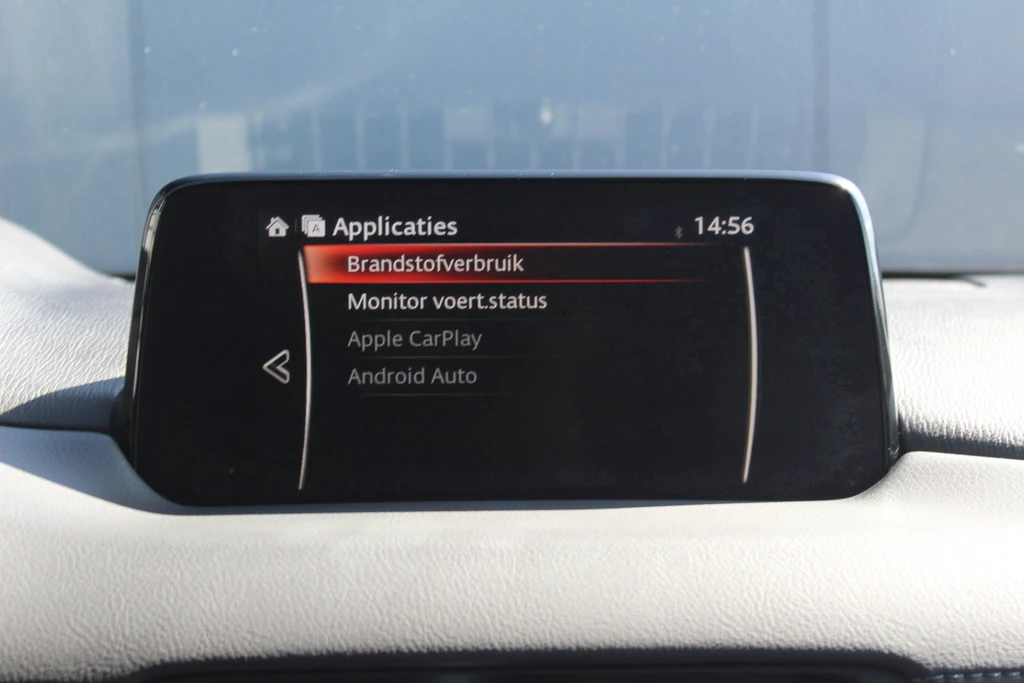 Applicaties 14:56
Brandstofverbruik
Monitor voert.status
Apple CarPlay
Android Auto